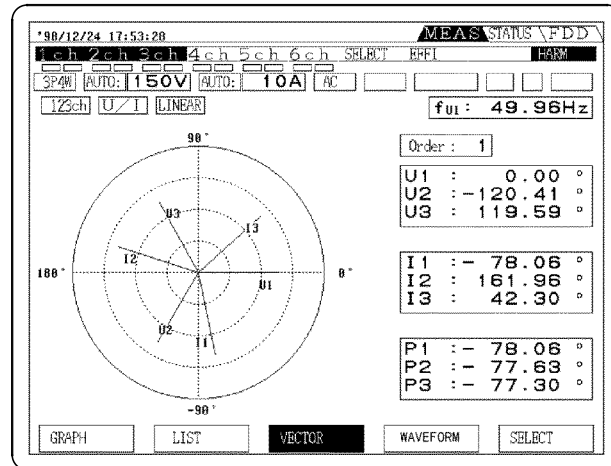 '98/12/24 17:53:28 MEAS STATUS FDD
1ch 2ch 3ch 4ch 5ch 6ch SELECT EFFI HARM
3P4W AUTO: 150V AUTO: 10A AC
123ch U/I LINEAR
fU1: 49.96Hz
Order: 1
90°
180°
0°
-90°
U3
I3
I2
U1
U2
I1
U1 : 0.00 °
U2 :-120.41 °
U3 : 119.59 °
I1 :- 78.06 °
I2 : 161.96 °
I3 : 42.30 °
P1 :- 78.06 °
P2 :- 77.63 °
P3 :- 77.30 °
GRAPH LIST VECTOR WAVEFORM SELECT